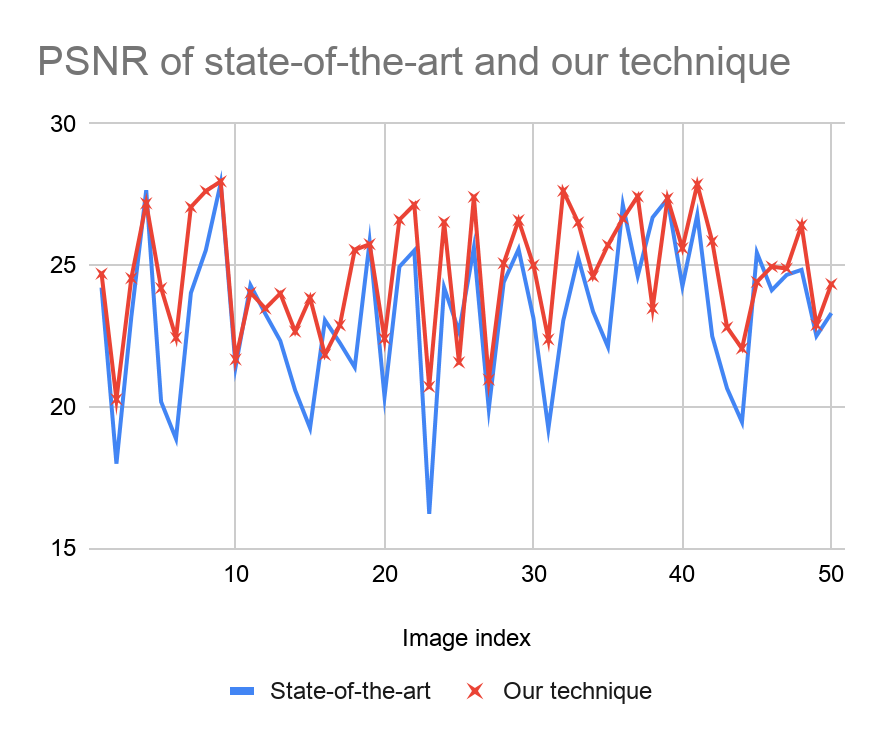 PSNR of state-of-the-art and our technique
30
25
20
15
10 20 30 40 50
Image index
State-of-the-art Our technique